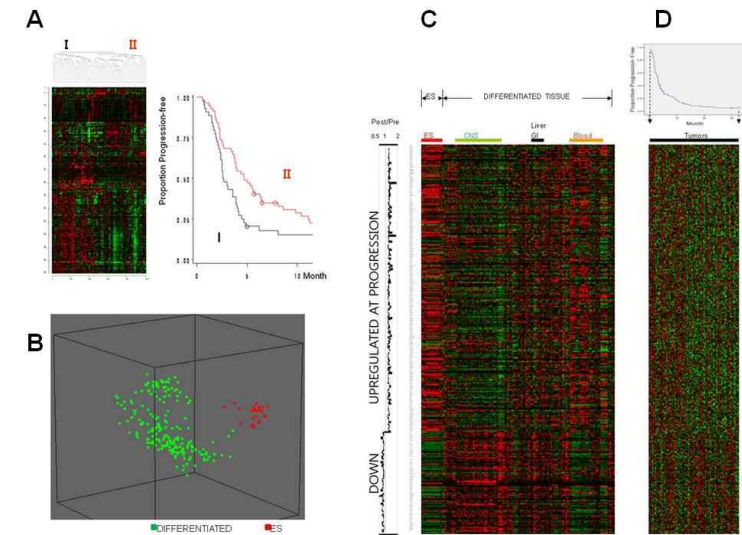 A
I II
1.00
0.75
0.50
0.25
0.00
Proportion Progression-free
II
I
0 5 10 Month
B
DIFFERENTIATED ES
C
ES DIFFERENTIATED TISSUE
Post/Pre
0.5 1 2
ES CNS Liver GI Blood
UPREGULATED AT PROGRESSION
DOWN
D
Proportion Progression-Free
Month
Tumors